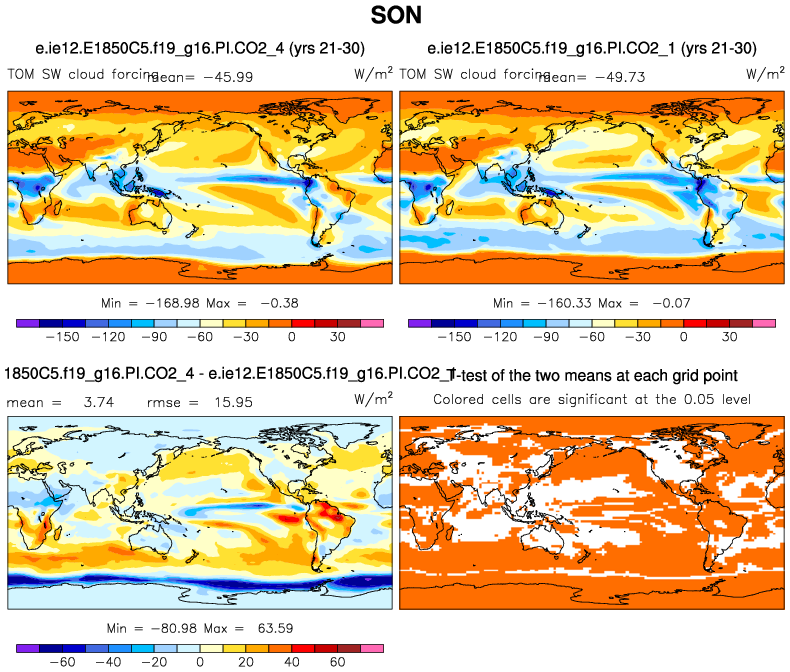 SON
e.ie12.E1850C5.f19_g16.PI.CO2_4 (yrs 21-30)
e.ie12.E1850C5.f19_g16.PI.CO2_1 (yrs 21-30)
TOM SW cloud forcing mean= −45.99 W/m²
TOM SW cloud forcing mean= −49.73 W/m²
Min = −168.98 Max = −0.38
Min = −160.33 Max = −0.07
−150 −120 −90 −60 −30 0 30
−150 −120 −90 −60 −30 0 30
1850C5.f19_g16.PI.CO2_4 - e.ie12.E1850C5.f19_g16.PI.CO2_1
T-test of the two means at each grid point
mean = 3.74 rmse = 15.95 W/m²
Colored cells are significant at the 0.05 level
Min = −80.98 Max = 63.59
−60 −40 −20 0 20 40 60